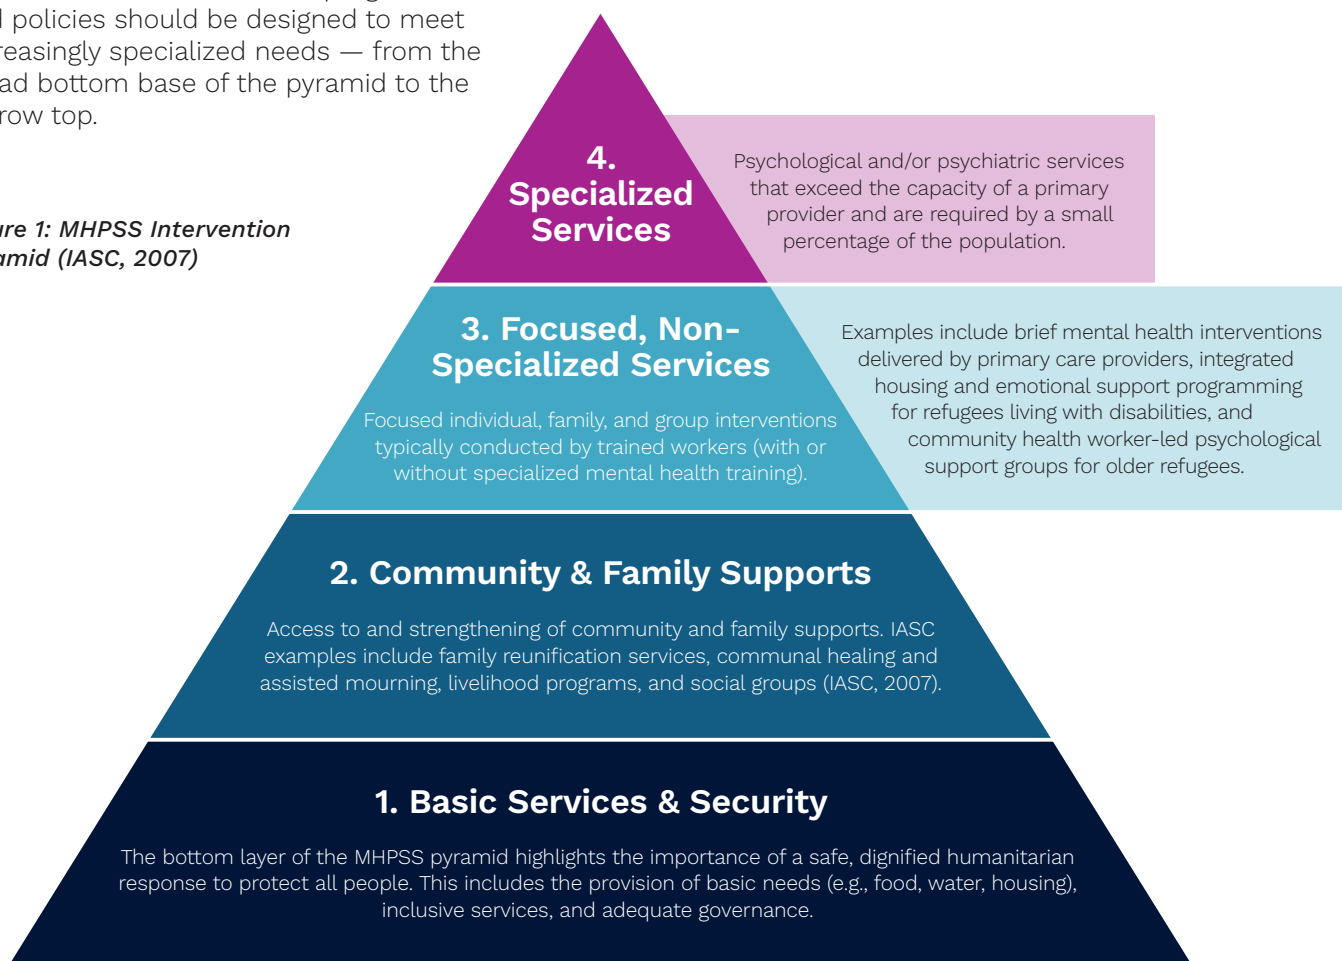 policies should be designed to meet
specialized needs — from the
bottom base of the pyramid to the
top.
1: MHPSS Intervention
(IASC, 2007)
4.
Specialized
Services
Psychological and/or psychiatric services
that exceed the capacity of a primary
provider and are required by a small
percentage of the population.
3. Focused, Non-
Specialized Services
Focused individual, family, and group interventions
typically conducted by trained workers (with or
without specialized mental health training).
Examples include brief mental health interventions
delivered by primary care providers, integrated
housing and emotional support programming
for refugees living with disabilities, and
community health worker-led psychological
support groups for older refugees.
2. Community & Family Supports
Access to and strengthening of community and family supports. IASC
examples include family reunification services, communal healing and
assisted mourning, livelihood programs, and social groups (IASC, 2007).
1. Basic Services & Security
The bottom layer of the MHPSS pyramid highlights the importance of a safe, dignified humanitarian
response to protect all people. This includes the provision of basic needs (e.g., food, water, housing),
inclusive services, and adequate governance.